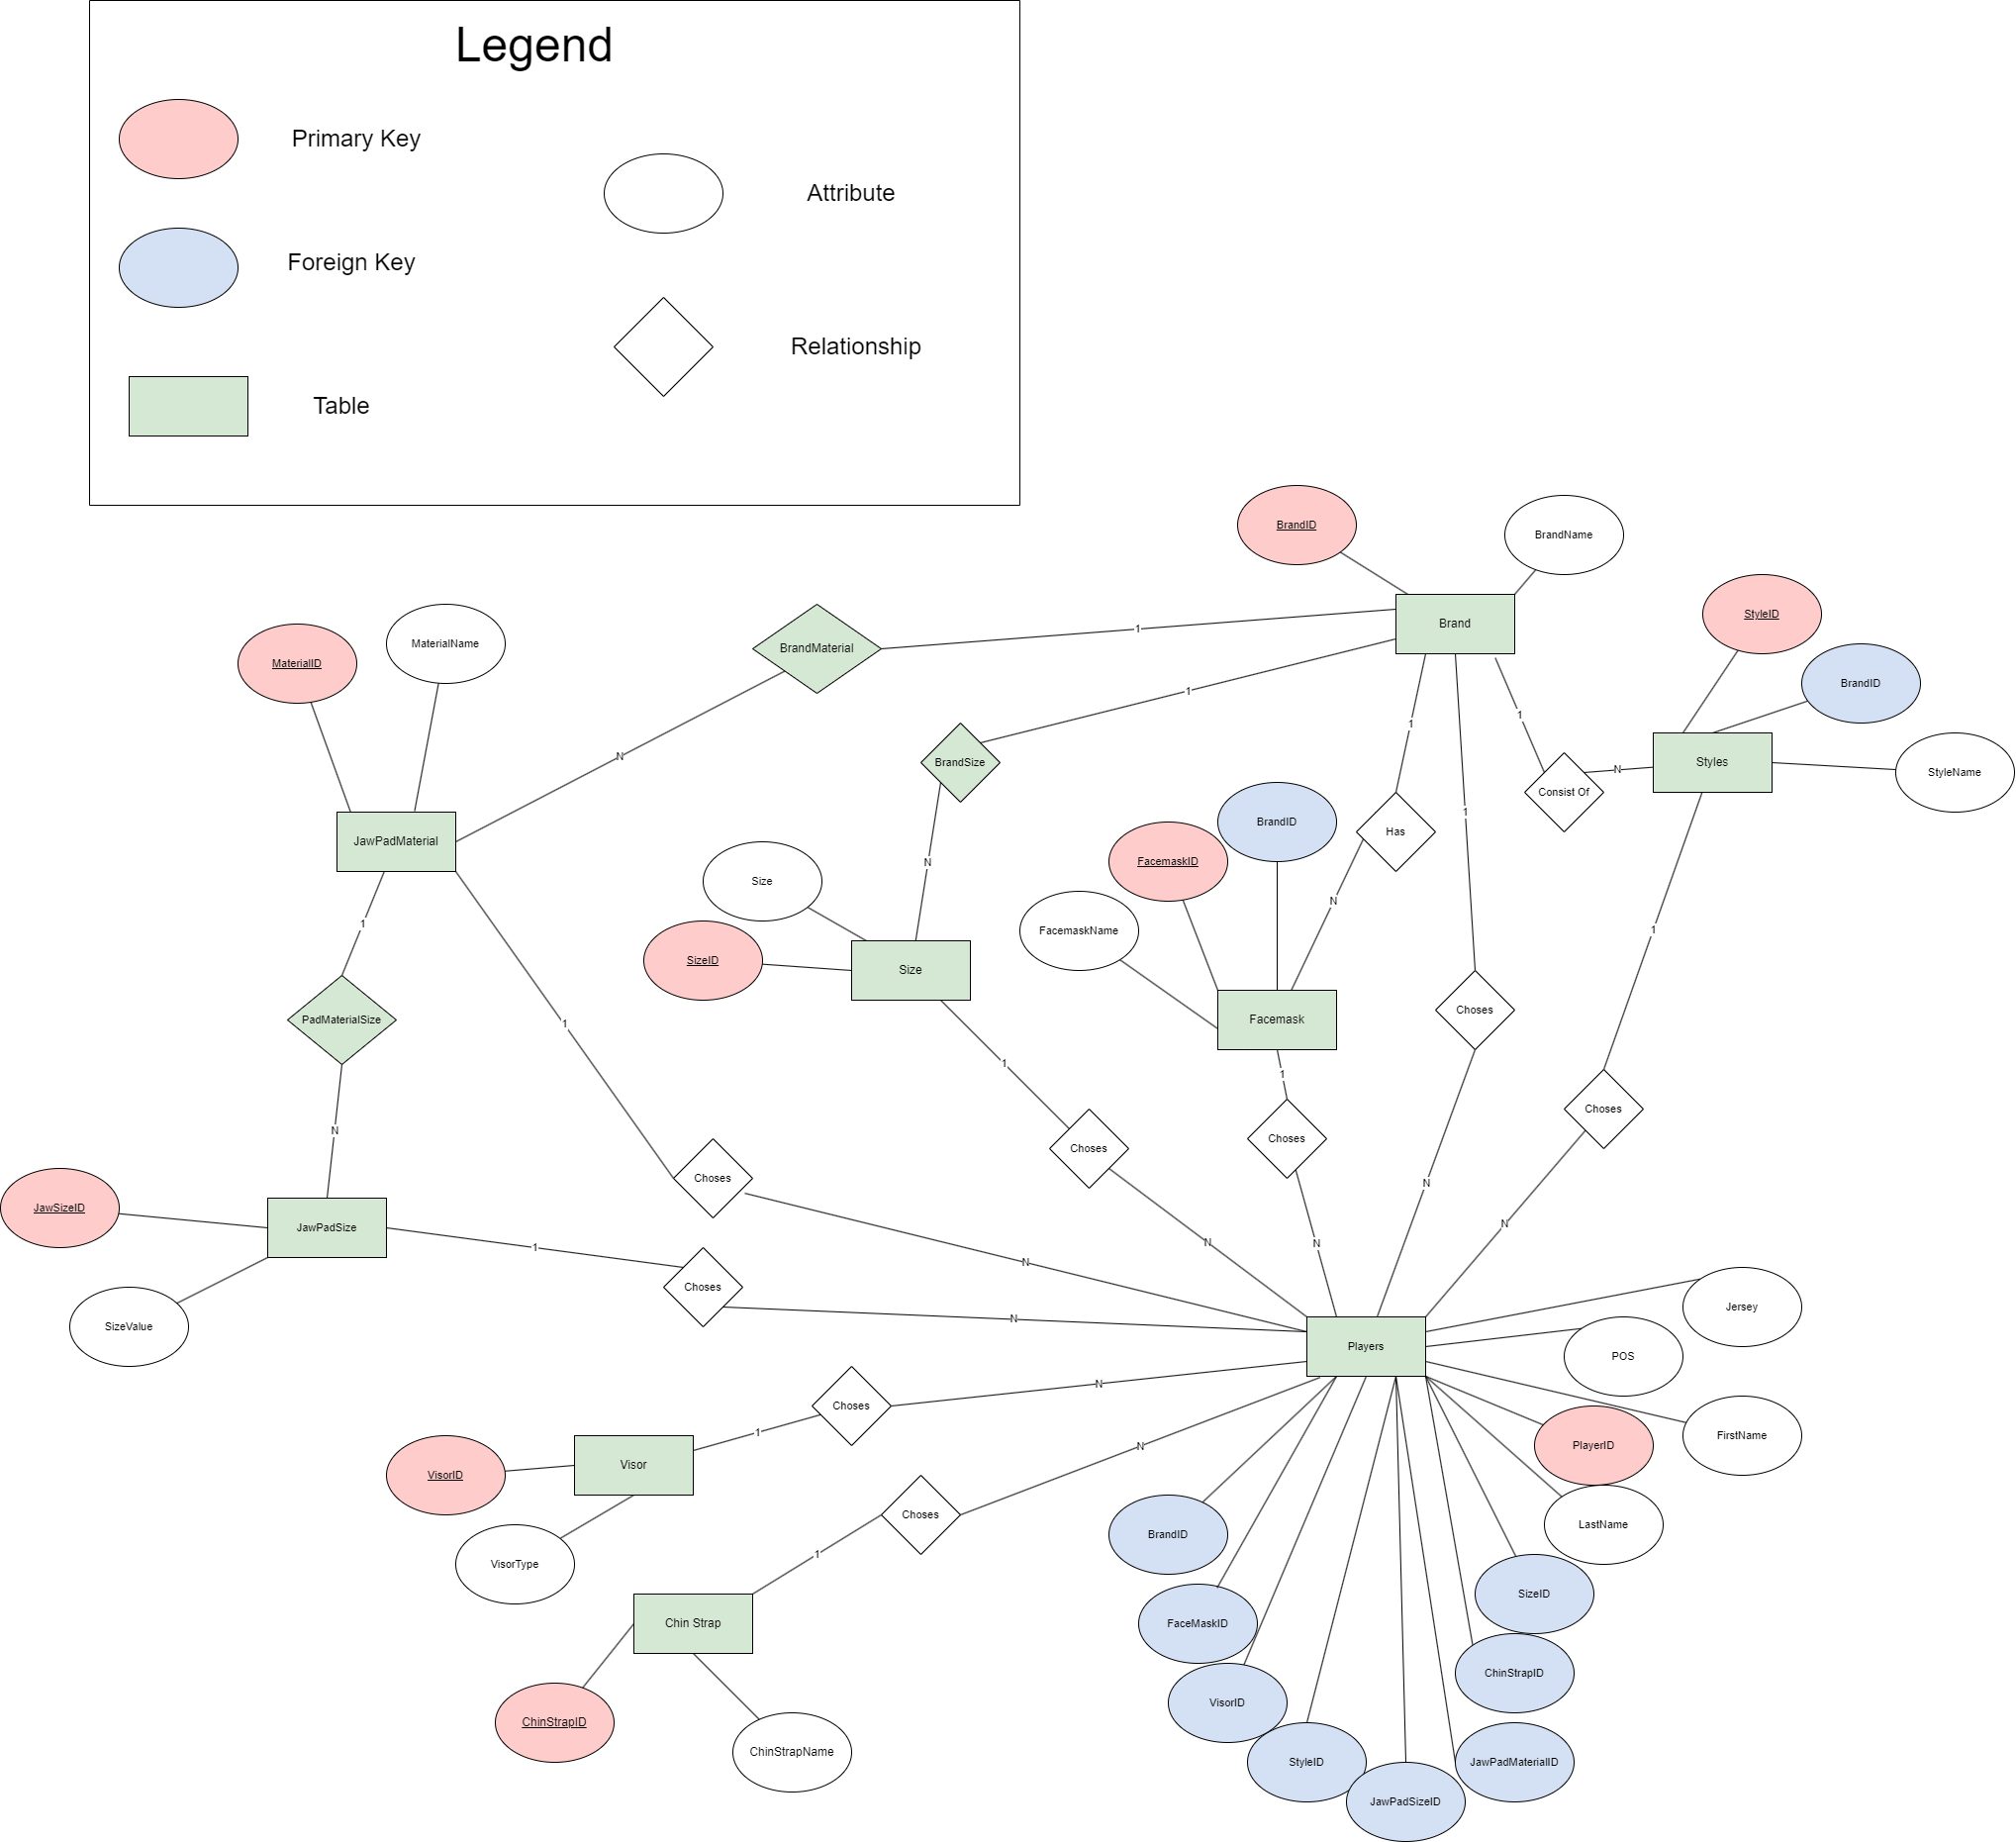 Legend
Primary Key
Attribute
Foreign Key
Relationship
Table
BrandID
BrandName
Brand
StyleID
BrandID
StyleName
Styles
Consist Of
1
N
MaterialID
MaterialName
BrandMaterial
1
N
JawPadMaterial
BrandSize
1
N
Size
SizeID
Size
Has
1
N
BrandID
FacemaskID
FacemaskName
Facemask
1
PadMaterialSize
N
1
Choses
N
1
Choses
N
1
Choses
N
1
Choses
N
1
Choses
N
JawSizeID
JawPadSize
SizeValue
1
Choses
N
Players
Jersey
POS
FirstName
PlayerID
LastName
SizeID
ChinStrapID
JawPadMaterialID
JawPadSizeID
StyleID
VisorID
FaceMaskID
BrandID
N
Choses
1
Visor
VisorID
VisorType
N
Choses
1
Chin Strap
ChinStrapID
ChinStrapName